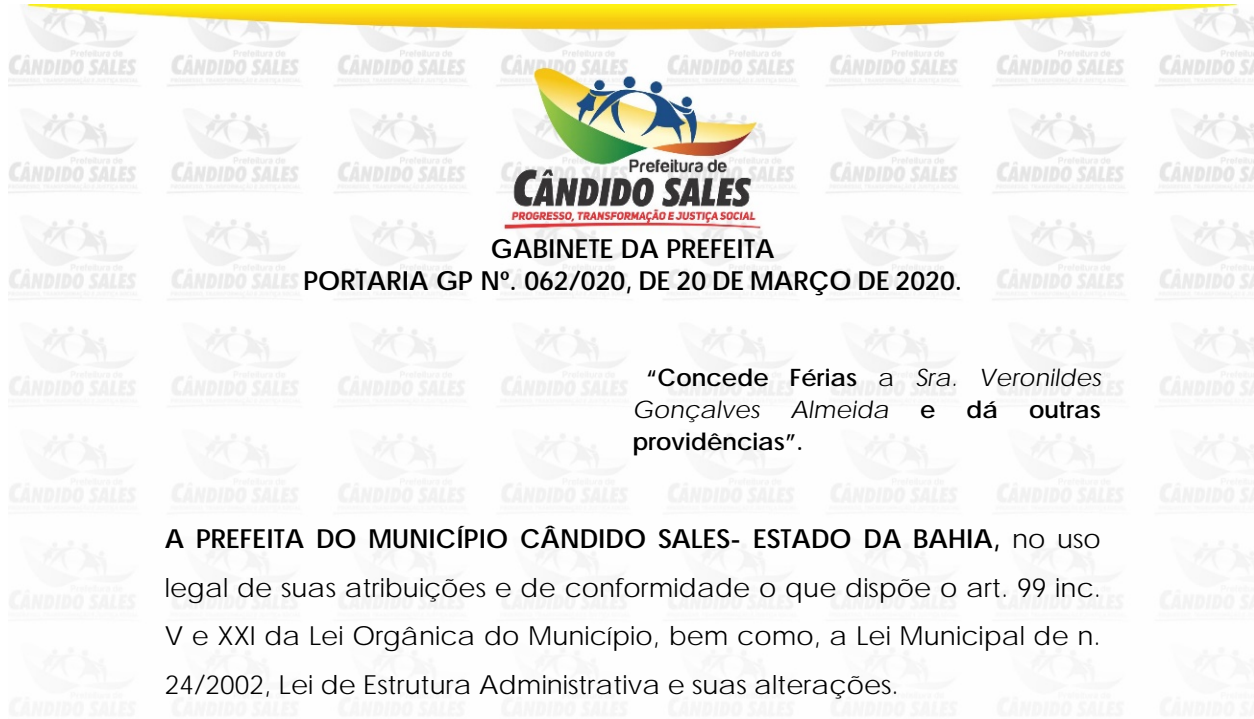 Prefeitura de
CÂNDIDO SALES
PROGRESSO, TRANSFORMAÇÃO E JUSTIÇA SOCIAL
GABINETE DA PREFEITA
PORTARIA GP Nº. 062/020, DE 20 DE MARÇO DE 2020.
“Concede Férias a Sra. Veronildes
Gonçalves Almeida e dá outras
providências”.
A PREFEITA DO MUNICÍPIO CÂNDIDO SALES- ESTADO DA BAHIA, no uso
legal de suas atribuições e de conformidade o que dispõe o art. 99 inc.
V e XXI da Lei Orgânica do Município, bem como, a Lei Municipal de n.
24/2002, Lei de Estrutura Administrativa e suas alterações.